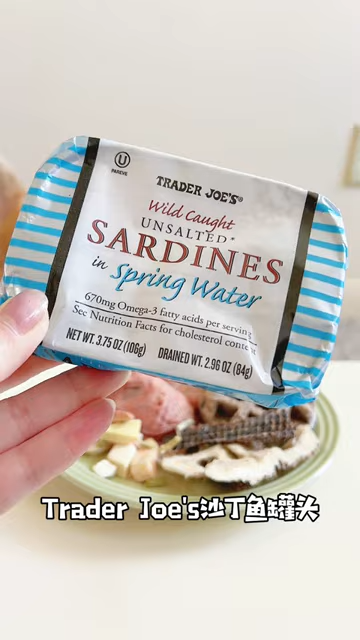 U
PAREVE
TRADER JOE'S®
Wild Caught
UNSALTED*
SARDINES
in Spring Water
670mg Omega-3 fatty acids per serving
See Nutrition Facts for cholesterol
NET WT. 3.75 OZ (106g) DRAINED WT. 2.96 OZ (84g)
Trader Joe's沙丁鱼罐头